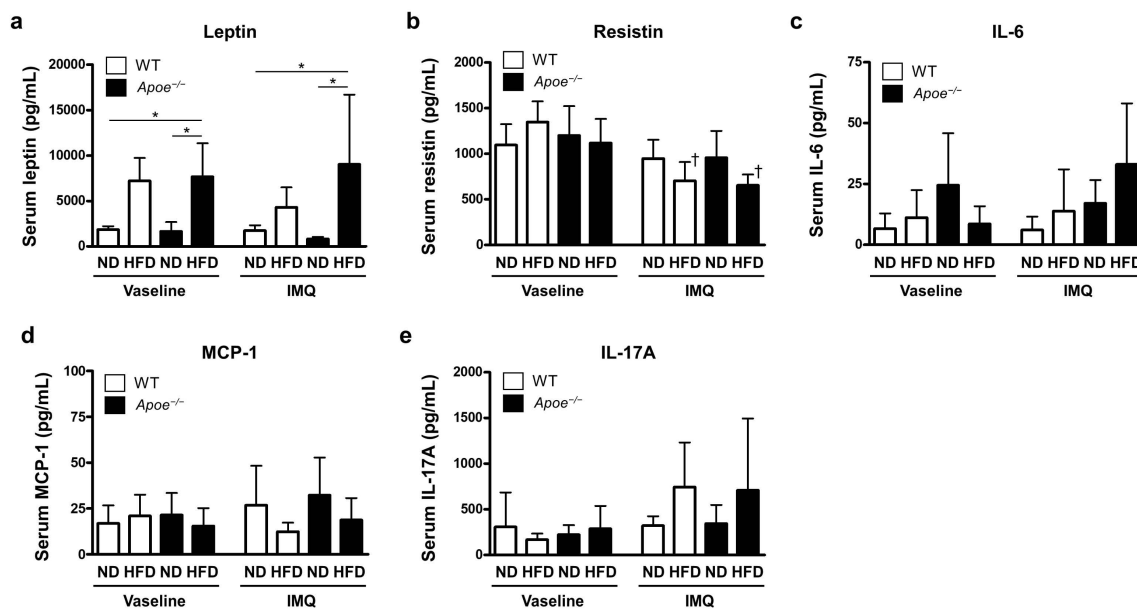 a
Leptin
WT
Apoe−/−
Serum leptin (pg/mL)
20000
15000
10000
5000
0
* * * *
ND HFD ND HFD ND HFD ND HFD
Vaseline IMQ
b
Resistin
WT
Apoe−/−
Serum resistin (pg/mL)
2000
1500
1000
500
0
† †
ND HFD ND HFD ND HFD ND HFD
Vaseline IMQ
c
IL-6
WT
Apoe−/−
Serum IL-6 (pg/mL)
75
50
25
0
ND HFD ND HFD ND HFD ND HFD
Vaseline IMQ
d
MCP-1
WT
Apoe−/−
Serum MCP-1 (pg/mL)
100
75
50
25
0
ND HFD ND HFD ND HFD ND HFD
Vaseline IMQ
e
IL-17A
WT
Apoe−/−
Serum IL-17A (pg/mL)
2000
1500
1000
500
0
ND HFD ND HFD ND HFD ND HFD
Vaseline IMQ